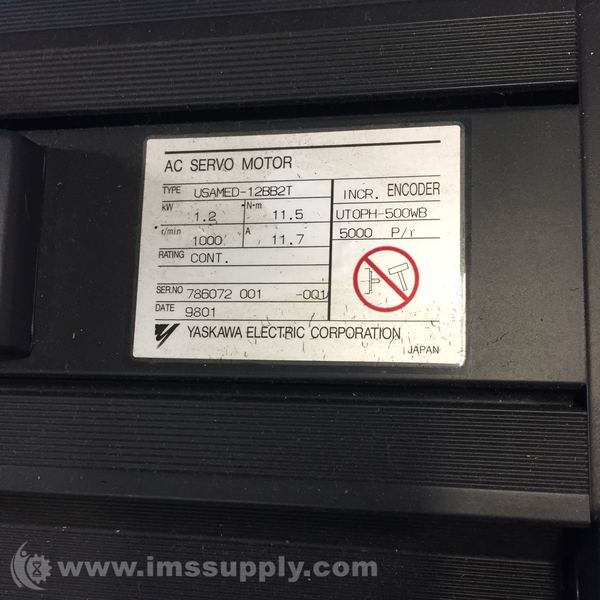 AC SERVO MOTOR
TYPE USAMED-12BB2T
INCR. ENCODER
kW 1.2 N·m 11.5
UTOPH-500WB
r/min 1000 A 11.7
5000 P/r
RATING CONT.
SER.NO 786072 001 -001
DATE 9801
YASKAWA ELECTRIC CORPORATION
JAPAN
www.imssupply.com